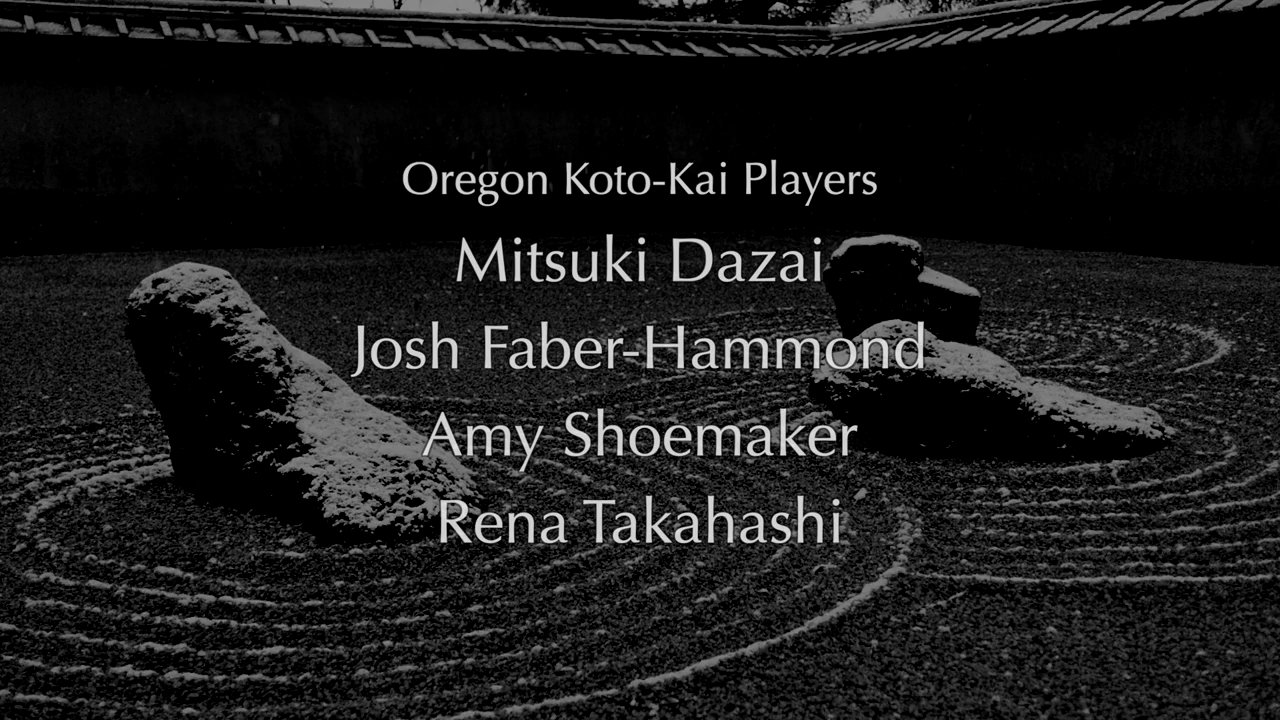 Oregon Koto-Kai Players
Mitsuki Dazai
Josh Faber-Hammond
Amy Shoemaker
Rena Takahashi